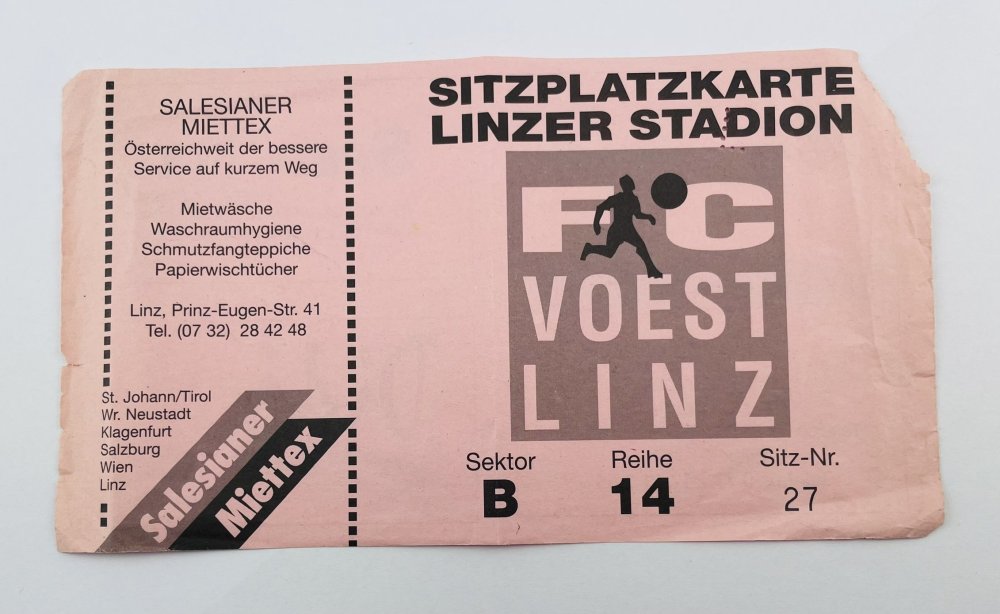 SALESIANER
MIETTEX
Österreichweit der bessere
Service auf kurzem Weg
Mietwäsche
Waschraumhygiene
Schmutzfangteppiche
Papierwischtücher
Linz, Prinz-Eugen-Str. 41
Tel. (07 32) 28 42 48
St. Johann/Tirol
Wr. Neustadt
Klagenfurt
Salzburg
Wien
Linz
Salesianer
Miettex
SITZPLATZKARTE
LINZER STADION
FC
VOEST
LINZ
Sektor Reihe Sitz-Nr.
B 14 27